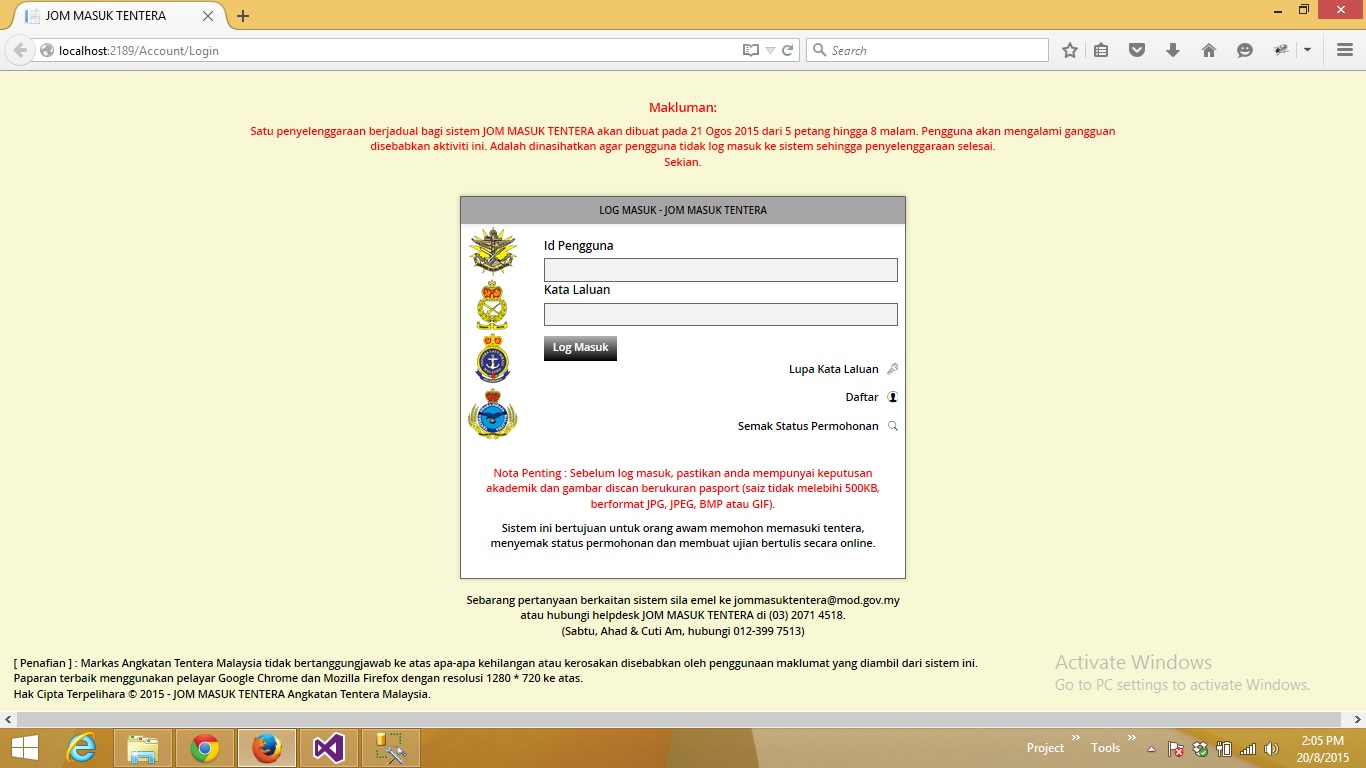 JOM MASUK TENTERA
localhost:2189/Account/Login
Search
Makluman:
Satu penyelenggaraan berjadual bagi sistem JOM MASUK TENTERA akan dibuat pada 21 Ogos 2015 dari 5 petang hingga 8 malam. Pengguna akan mengalami gangguan
disebabkan aktiviti ini. Adalah dinasihatkan agar pengguna tidak log masuk ke sistem sehingga penyelenggaraan selesai.
Sekian.
LOG MASUK - JOM MASUK TENTERA
Id Pengguna
Kata Laluan
Log Masuk
Lupa Kata Laluan
Daftar
Semak Status Permohonan
Nota Penting : Sebelum log masuk, pastikan anda mempunyai keputusan
akademik dan gambar discan berukuran pasport (saiz tidak melebihi 500KB,
berformat JPG, JPEG, BMP atau GIF).
Sistem ini bertujuan untuk orang awam memohon memasuki tentera,
menyemak status permohonan dan membuat ujian bertulis secara online.
Sebarang pertanyaan berkaitan sistem sila emel ke jommasuktentera@mod.gov.my
atau hubungi helpdesk JOM MASUK TENTERA di (03) 2071 4518.
(Sabtu, Ahad & Cuti Am, hubungi 012-399 7513)
[ Penafian ] : Markas Angkatan Tentera Malaysia tidak bertanggungjawab ke atas apa-apa kehilangan atau kerosakan disebabkan oleh penggunaan maklumat yang diambil dari sistem ini.
Paparan terbaik menggunakan pelayar Google Chrome dan Mozilla Firefox dengan resolusi 1280 * 720 ke atas.
Hak Cipta Terpelihara © 2015 - JOM MASUK TENTERA Angkatan Tentera Malaysia.
Activate Windows
Go to PC settings to activate Windows.
Project
Tools
2:05 PM
20/8/2015